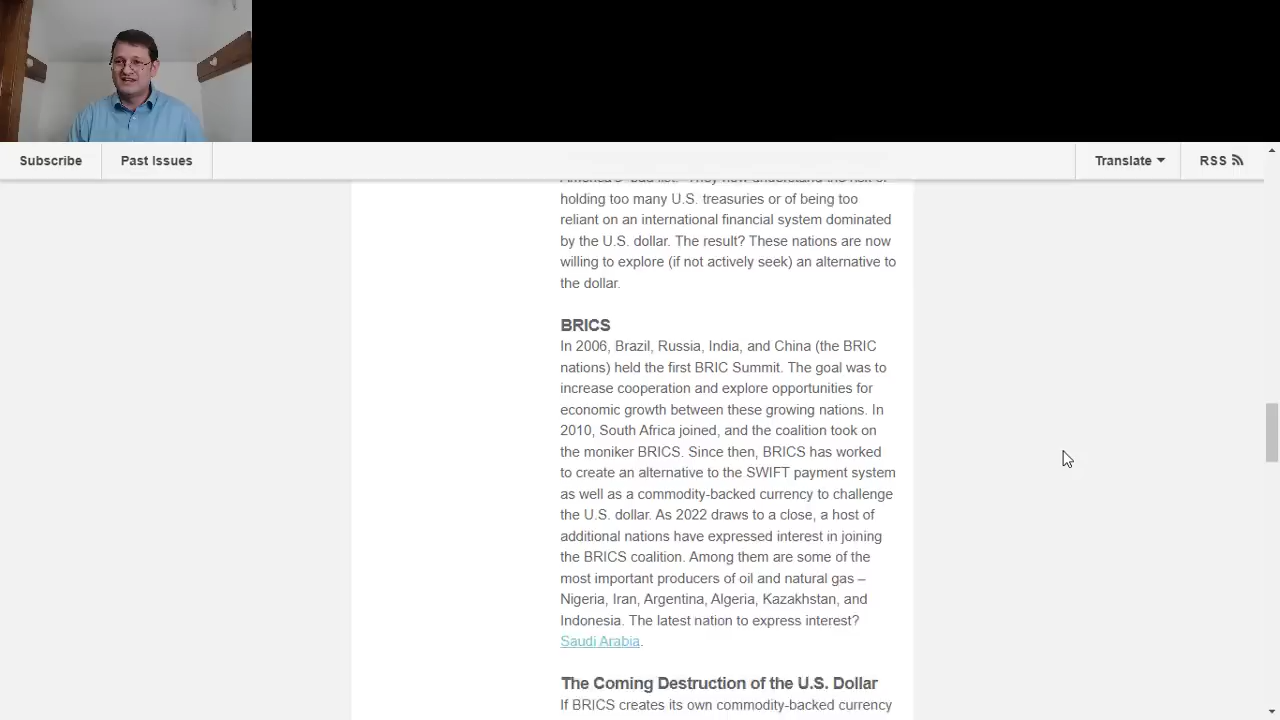 Subscribe
Past Issues
Translate
RSS
holding too many U.S. treasuries or of being too
reliant on an international financial system dominated
by the U.S. dollar. The result? These nations are now
willing to explore (if not actively seek) an alternative to
the dollar.
BRICS
In 2006, Brazil, Russia, India, and China (the BRIC
nations) held the first BRIC Summit. The goal was to
increase cooperation and explore opportunities for
economic growth between these growing nations. In
2010, South Africa joined, and the coalition took on
the moniker BRICS. Since then, BRICS has worked
to create an alternative to the SWIFT payment system
as well as a commodity-backed currency to challenge
the U.S. dollar. As 2022 draws to a close, a host of
additional nations have expressed interest in joining
the BRICS coalition. Among them are some of the
most important producers of oil and natural gas –
Nigeria, Iran, Argentina, Algeria, Kazakhstan, and
Indonesia. The latest nation to express interest?
Saudi Arabia.
The Coming Destruction of the U.S. Dollar
If BRICS creates its own commodity-backed currency